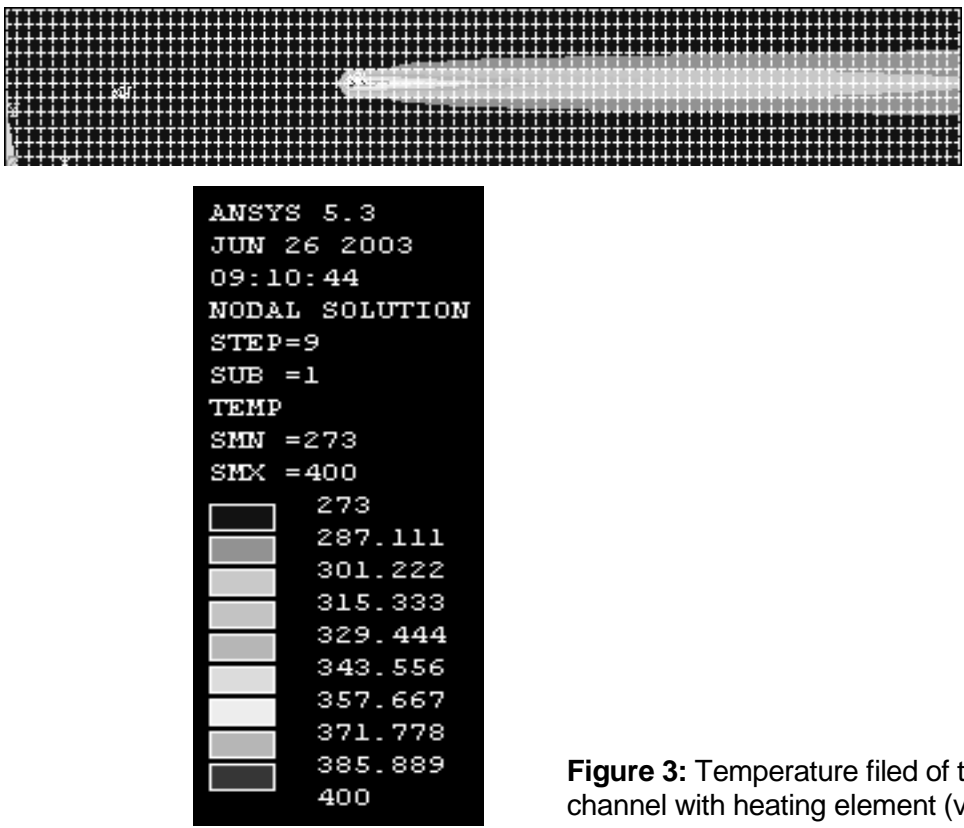 ANSYS 5.3
JUN 26 2003
09:10:44
NODAL SOLUTION
STEP=9
SUB =1
TEMP
SMN =273
SMX =400
273
287.111
301.222
315.333
329.444
343.556
357.667
371.778
385.889
400
Figure 3: Temperature filed of t
channel with heating element (v